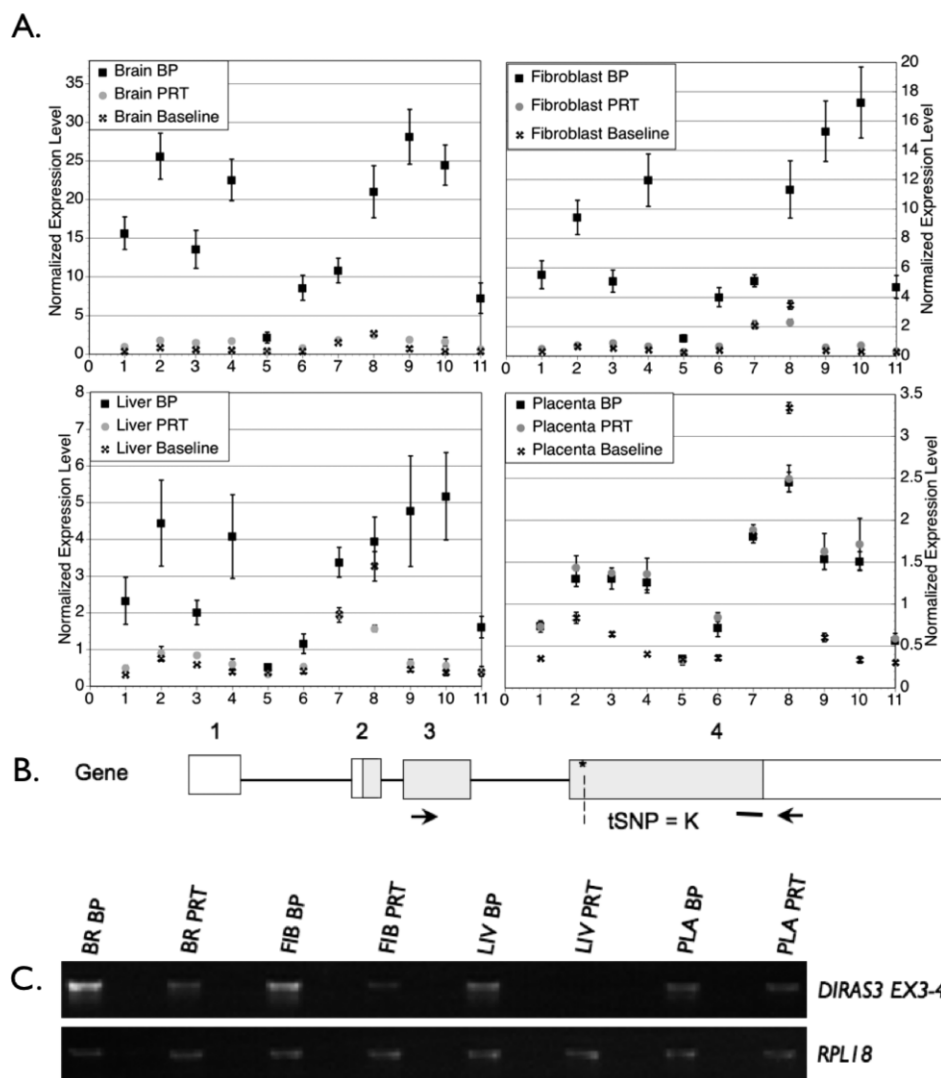 A.
Normalized Expression Level
35
30
25
20
15
10
5
0
Brain BP
Brain PRT
Brain Baseline
0 1 2 3 4 5 6 7 8 9 10 11
Fibroblast BP
Fibroblast PRT
Fibroblast Baseline
20
18
16
14
12
10
8
6
4
2
0
Normalized Expression Level
0 1 2 3 4 5 6 7 8 9 10 11
Normalized Expression Level
8
7
6
5
4
3
2
1
0
Liver BP
Liver PRT
Liver Baseline
0 1 2 3 4 5 6 7 8 9 10 11
Placenta BP
Placenta PRT
Placenta Baseline
3.5
3
2.5
2
1.5
1
0.5
0
Normalized Expression Level
0 1 2 3 4 5 6 7 8 9 10 11
1 2 3 4
B.
Gene
*
tSNP = K
BR BP
BR PRT
FIB BP
FIB PRT
LIV BP
LIV PRT
PLA BP
PLA PRT
C.
DIRAS3 EX3-4
RPL18